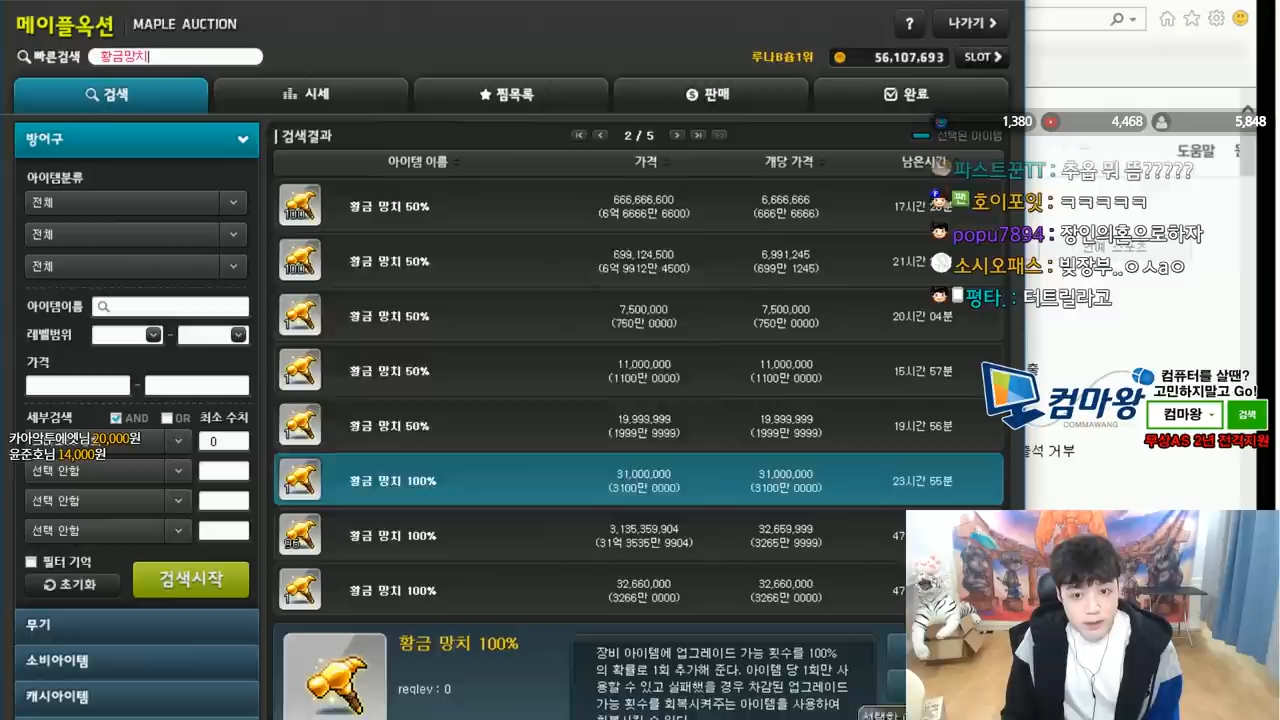 메이플옥션 MAPLE AUCTION
? 나가기
빠른검색 황금망치
루나B읍1위 56,107,693 SLOT
검색 시세 찜목록 판매 완료
방어구
아이템분류
전체
전체
전체
아이템이름
레벨범위 -
가격
-
세부검색 AND OR 최소 수치
카아암투에엣님 20,000원
0
윤준호님 14,000원
선택 안함
선택 안함
선택 안함
필터 기억
초기화 검색시작
무기
소비아이템
캐시아이템
검색결과 2 / 5 선택된 아이템
아이템 이름 가격 개당 가격 남은시간
100 황금 망치 50% 666,666,600 (6억 6666만 6600) 6,666,666 (666만 6666) 17시간
100 황금 망치 50% 699,124,500 (6억 9912만 4500) 6,991,245 (699만 1245) 21시간
1 황금 망치 50% 7,500,000 (750만 0000) 7,500,000 (750만 0000) 20시간 04분
1 황금 망치 50% 11,000,000 (1100만 0000) 11,000,000 (1100만 0000) 15시간 57분
1 황금 망치 50% 19,999,999 (1999만 9999) 19,999,999 (1999만 9999) 19시간 56분
1 황금 망치 100% 31,000,000 (3100만 0000) 31,000,000 (3100만 0000) 23시간 55분
96 황금 망치 100% 3,135,359,904 (31억 3535만 9904) 32,659,999 (3265만 9999) 47
1 황금 망치 100% 32,660,000 (3266만 0000) 32,660,000 (3266만 0000) 47
황금 망치 100%
reqlev : 0
장비 아이템에 업그레이드 가능 횟수를 100%
의 확률로 1회 추가해 준다. 아이템 당 1회만 사
용할 수 있고 실패했을 경우 차감된 업그레이드
가능 횟수를 회복시켜주는 아이템을 사용하여
회복시킬 수 있다
1,380 4,468 5,848
도움말
파스트꾼TT : 추옵 뭐 뜸?????
팬 호이포잇 : ㅋㅋㅋㅋㅋ
popu7894 : 장인의혼으로하자
소시오패스 : 빚장부..ㅇㅅaㅇ
평타_ : 터트릴라고
컴마왕
COMMAWANG
컴퓨터를 살땐?
고민하지말고 Go!
컴마왕 검색
무상AS 2년 전격지원
출석 거부